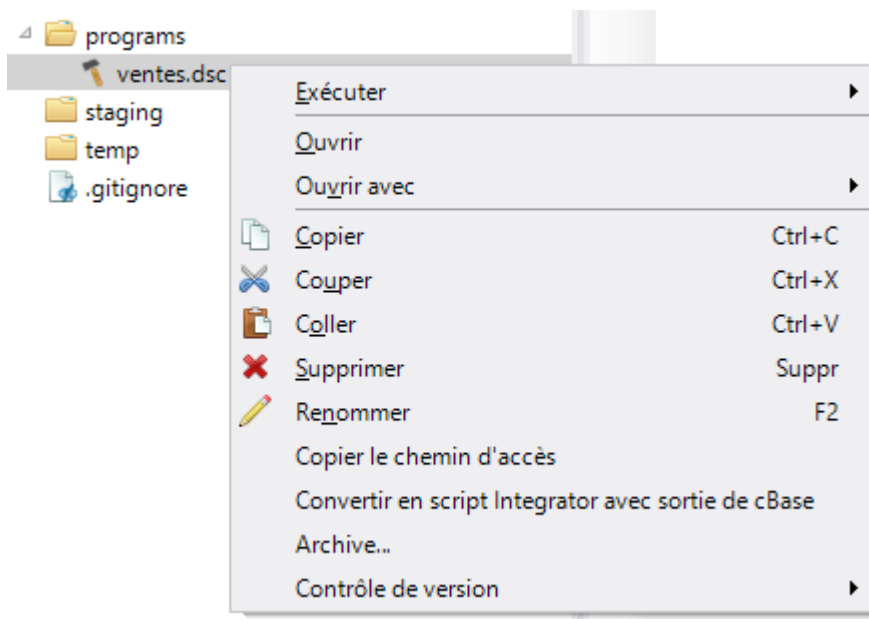 programs
ventes.dsc
staging
temp
.gitignore
Exécuter
Ouvrir
Ouvrir avec
Copier Ctrl+C
Couper Ctrl+X
Coller Ctrl+V
Supprimer Suppr
Renommer F2
Copier le chemin d'accès
Convertir en script Integrator avec sortie de cBase
Archive...
Contrôle de version